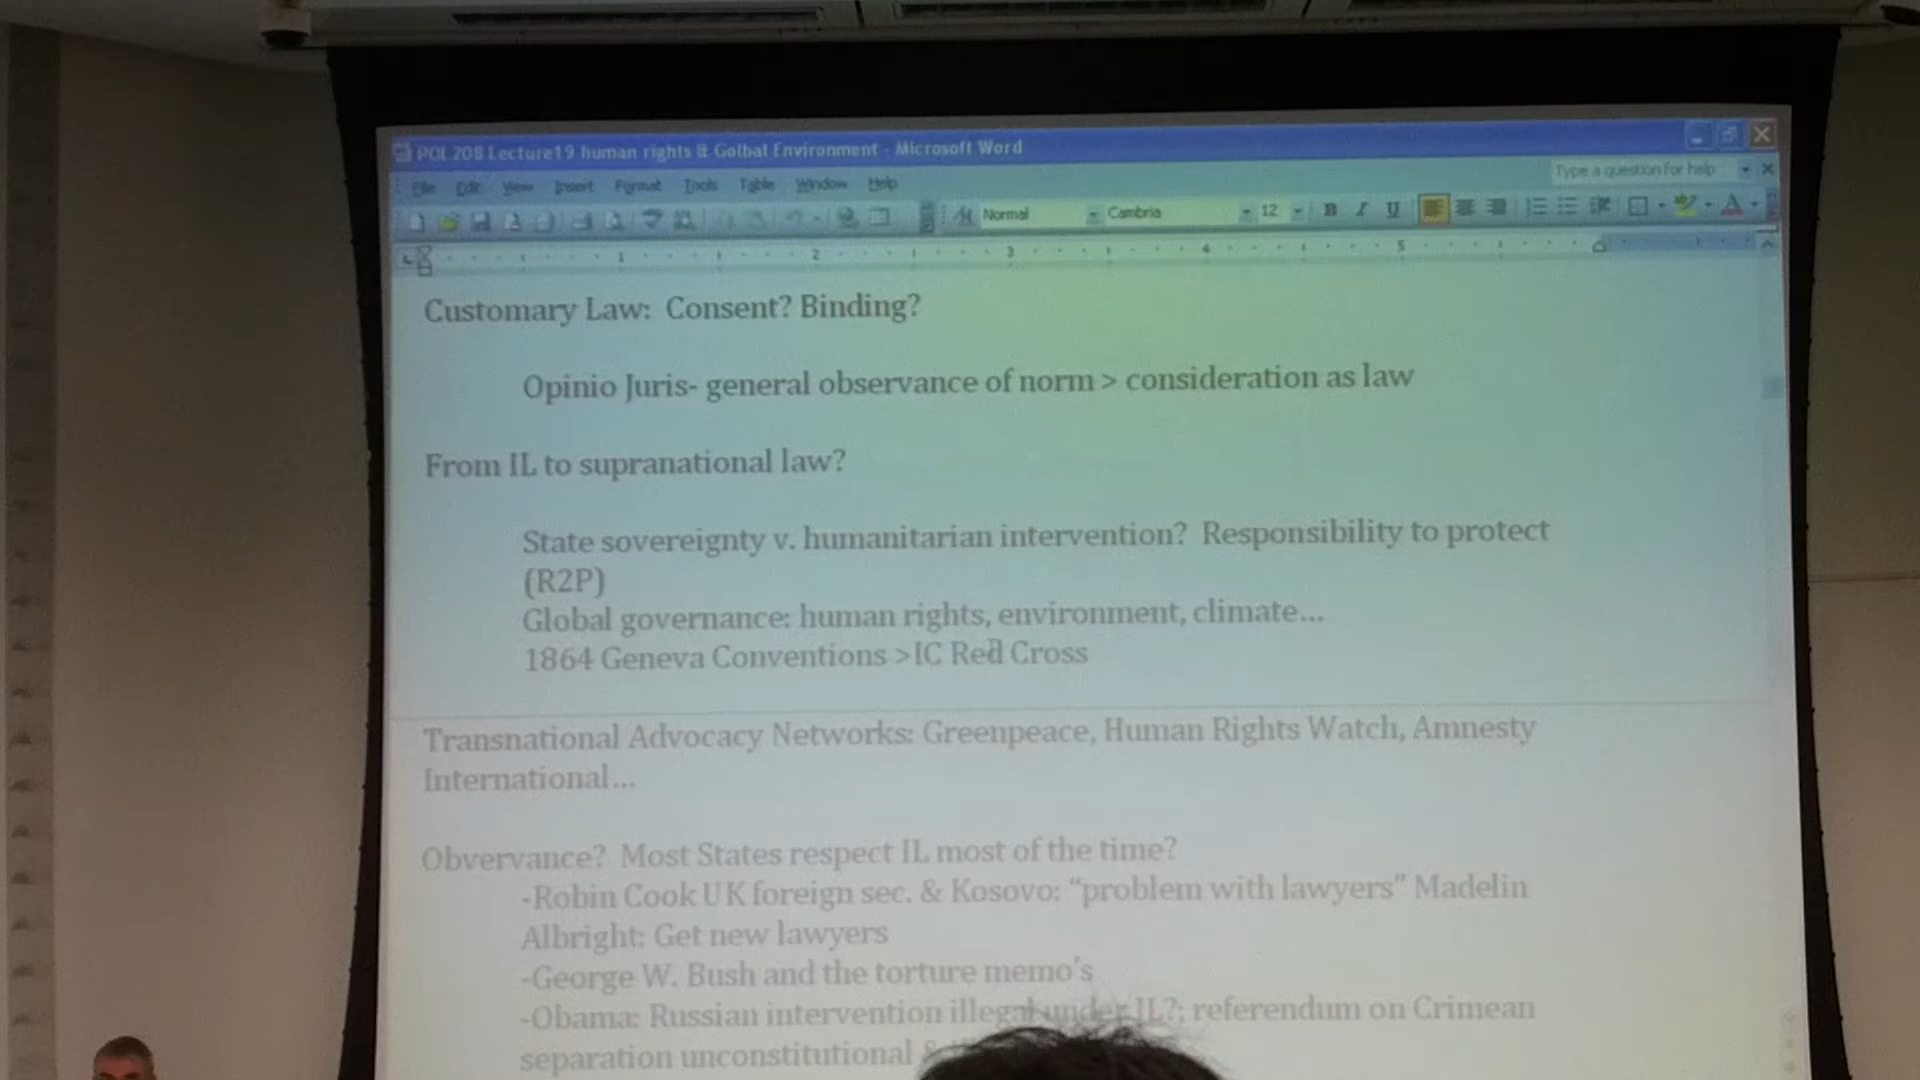 POL 208 Lecture19 human rights & Golbal Environment - Microsoft Word
File Edit View Insert Format Tools Table Window Help
Type a question for help
Normal Cambria 12 B I U
1 2 3 4 5
Customary Law: Consent? Binding?
Opinio Juris- general observance of norm > consideration as law
From IL to supranational law?
State sovereignty v. humanitarian intervention? Responsibility to protect
(R2P)
Global governance: human rights, environment, climate...
1864 Geneva Conventions >IC Red Cross
Transnational Advocacy Networks: Greenpeace, Human Rights Watch, Amnesty
International...
Obvervance? Most States respect IL most of the time?
-Robin Cook UK foreign sec. & Kosovo: “problem with lawyers” Madelin
Albright: Get new lawyers
-George W. Bush and the torture memo's
-Obama: Russian intervention illegal under IL?; referendum on Crimean
separation unconstitutional &